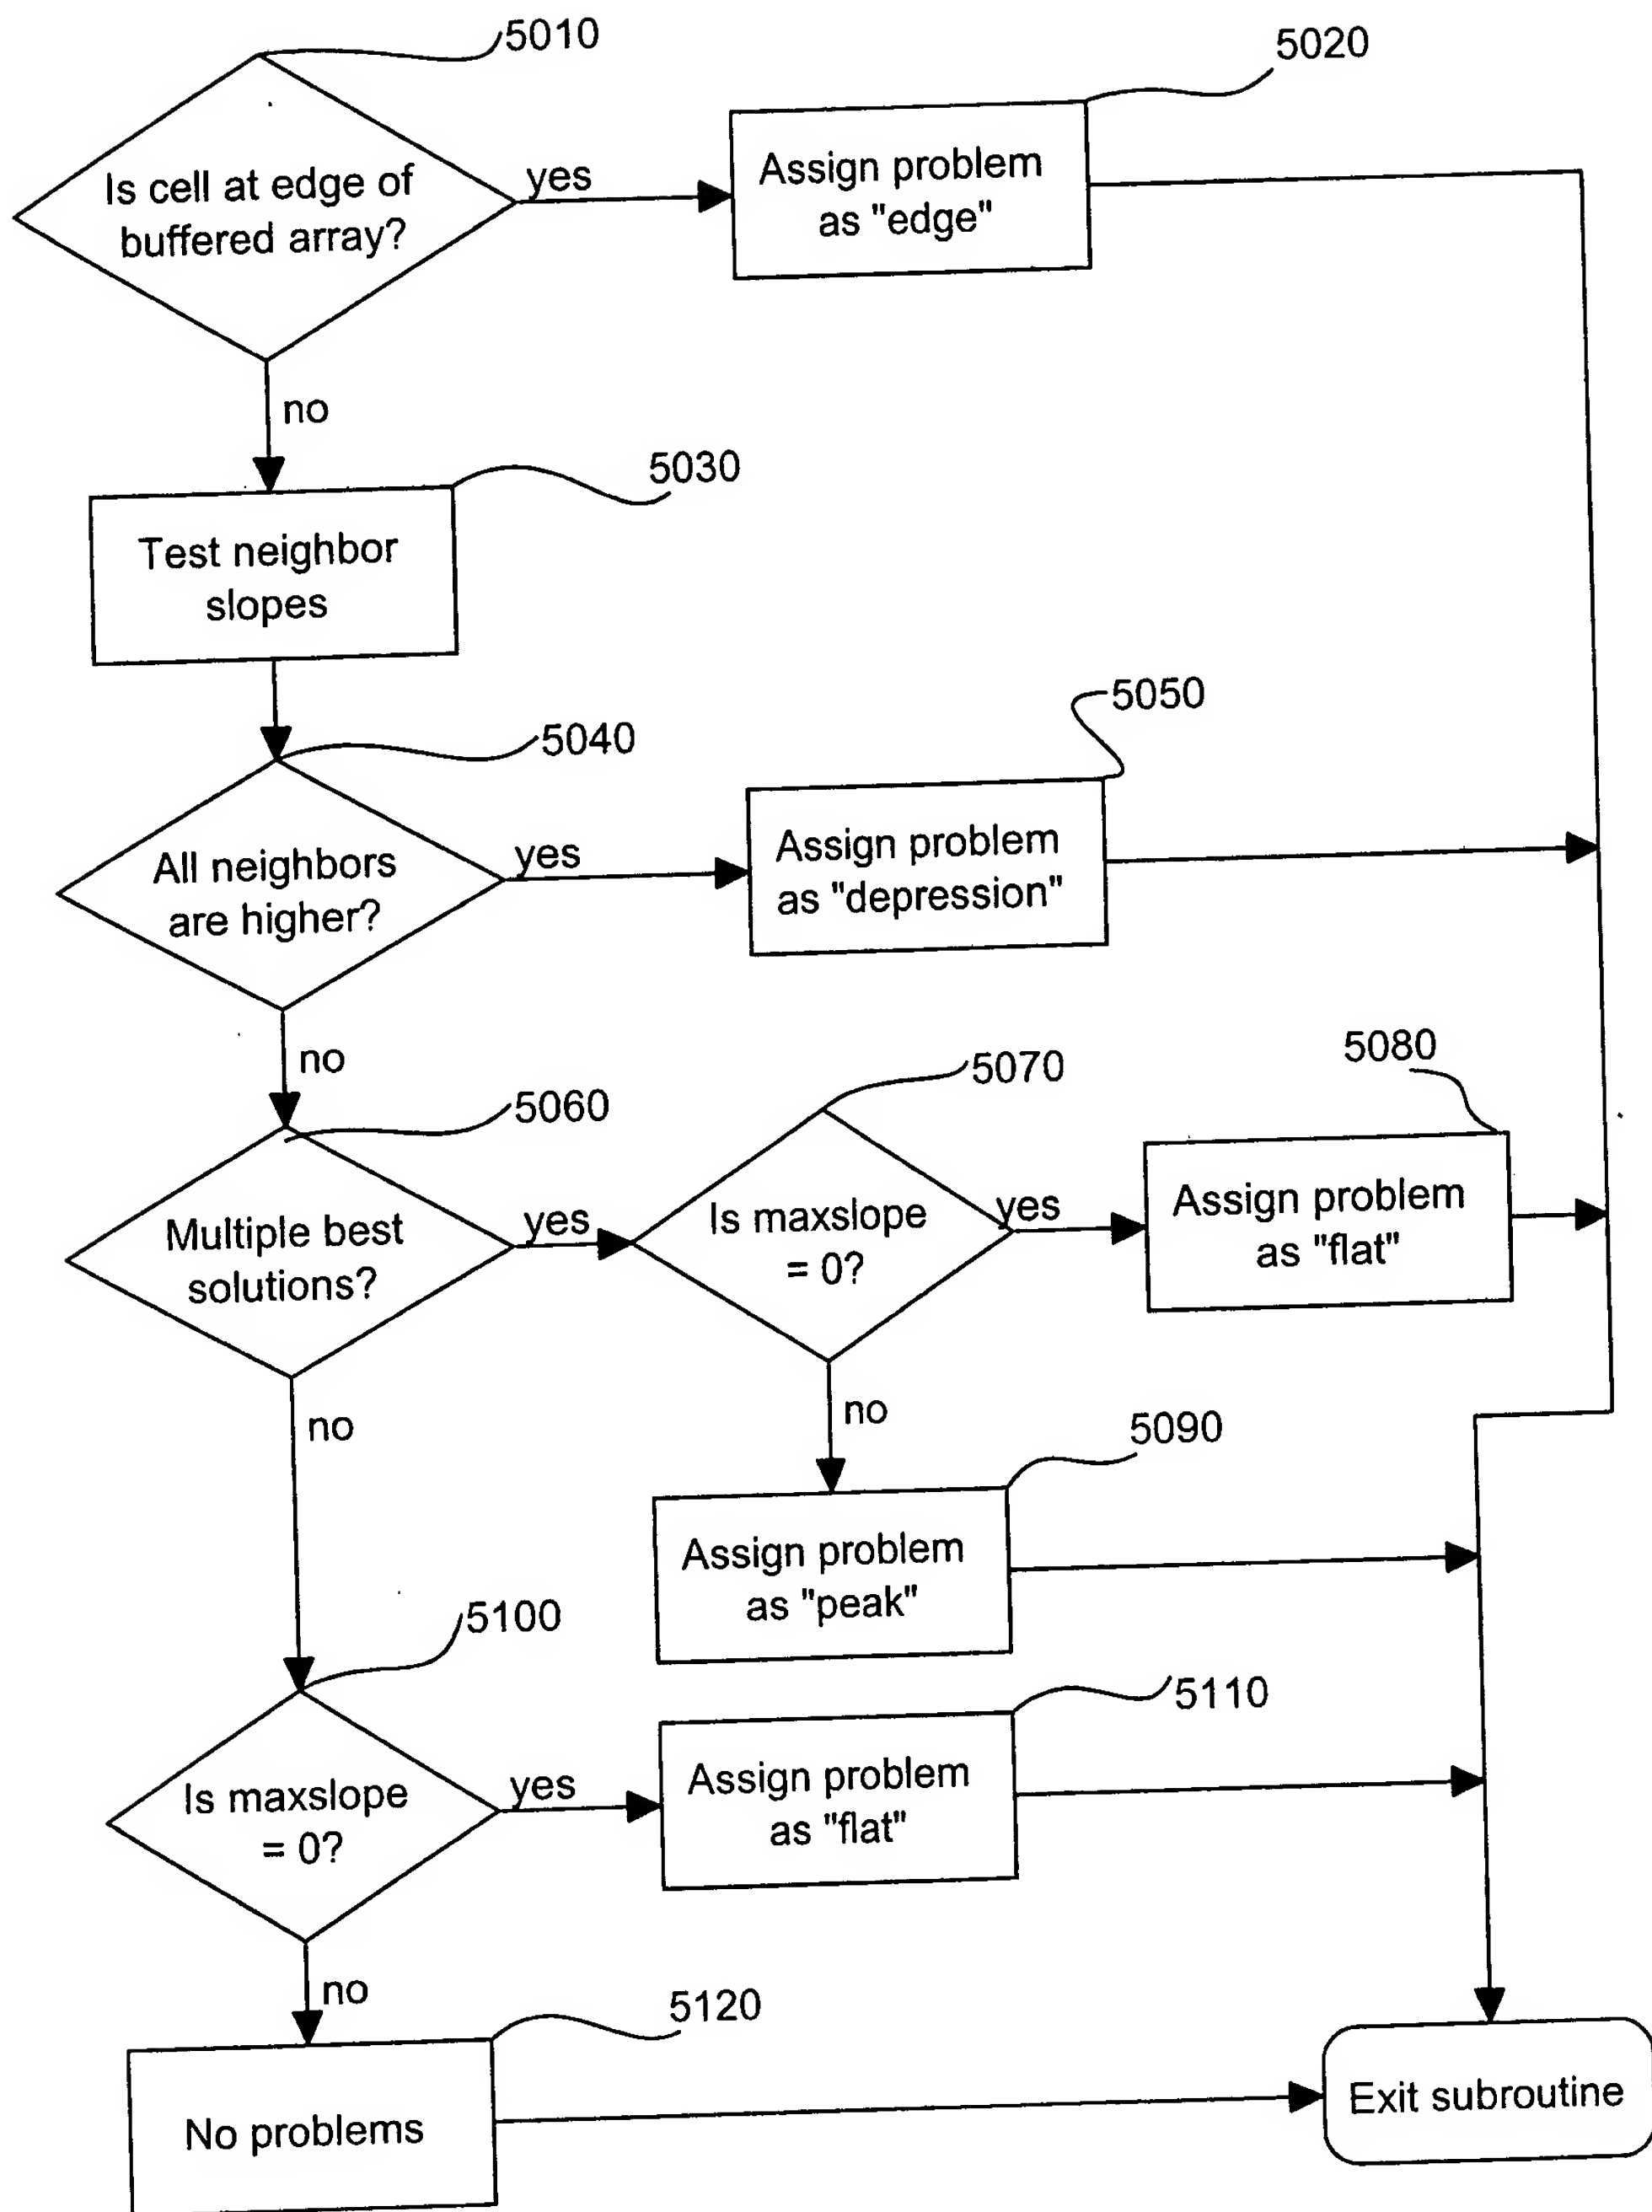 5010
5020
Is cell at edge of
buffered array?
yes
Assign problem
as "edge"
no
5030
Test neighbor
slopes
5040
5050
All neighbors
are higher?
yes
Assign problem
as "depression"
no
5060
5070
5080
Multiple best
solutions?
yes
Is maxslope
= 0?
yes
Assign problem
as "flat"
no
no
5090
Assign problem
as "peak"
5100
5110
Is maxslope
= 0?
yes
Assign problem
as "flat"
no
5120
No problems
Exit subroutine